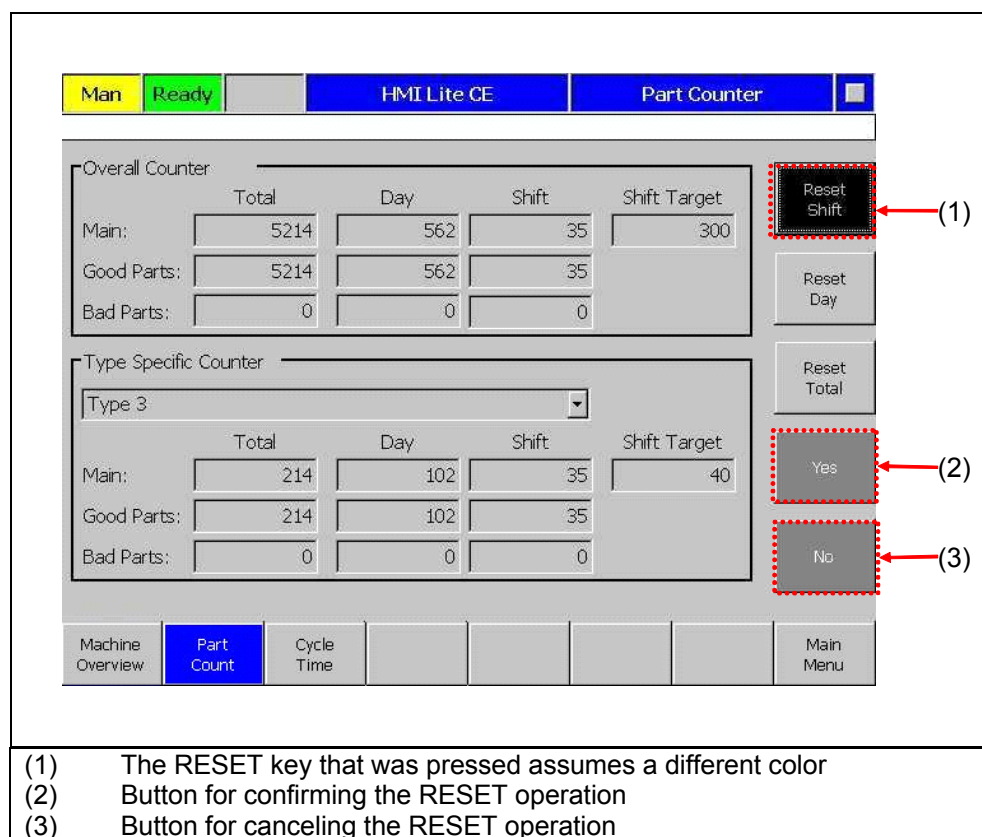 Man Ready HMI Lite CE Part Counter
Overall Counter
Total Day Shift Shift Target
Main: 5214 562 35 300
Good Parts: 5214 562 35
Bad Parts: 0 0 0
Type Specific Counter
Type 3
Total Day Shift Shift Target
Main: 214 102 35 40
Good Parts: 214 102 35
Bad Parts: 0 0 0
Reset
Shift
(1)
Reset
Day
Reset
Total
Yes
(2)
No
(3)
Machine
Overview
Part
Count
Cycle
Time
Main
Menu
(1) The RESET key that was pressed assumes a different color
(2) Button for confirming the RESET operation
(3) Button for canceling the RESET operation